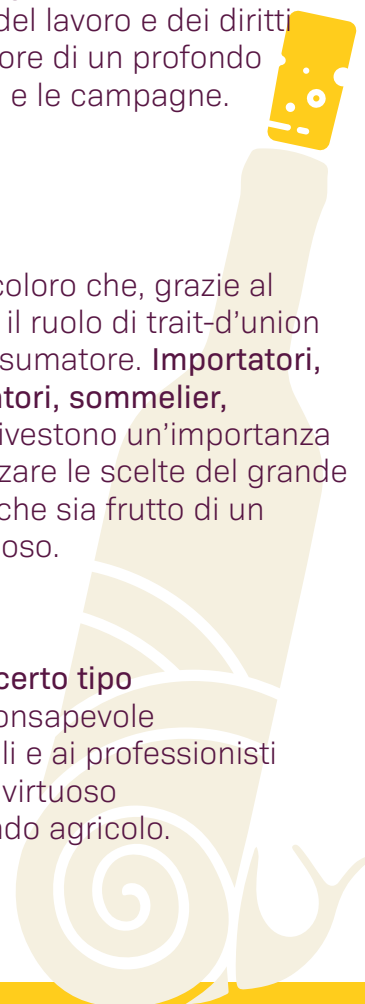 del lavoro e dei diritti
ore di un profondo
e le campagne.
coloro che, grazie al
il ruolo di trait-d'union
sumatore. Importatori,
tori, sommelier,
ivestono un'importanza
zare le scelte del grande
che sia frutto di un
oso.
certo tipo
onsapevole
li e ai professionisti
virtuoso
do agricolo.